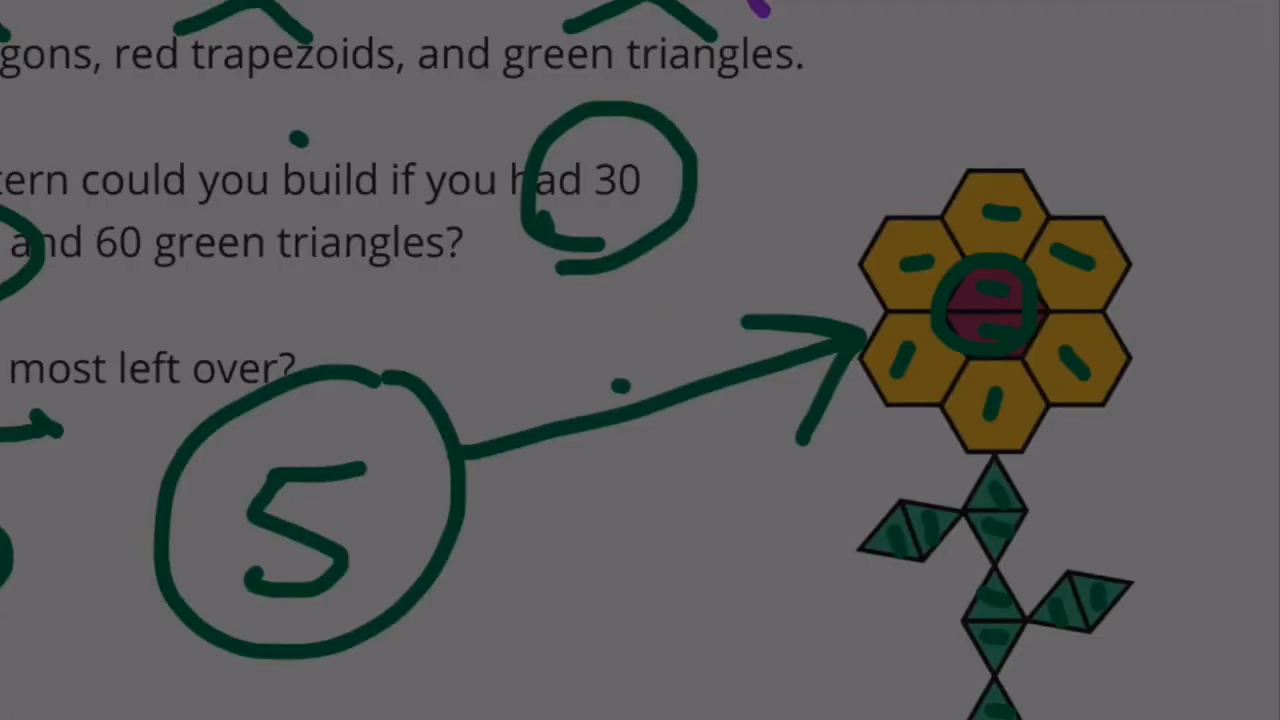 gons, red trapezoids, and green triangles.
tern could you build if you had 30
and 60 green triangles?
most left over?
5